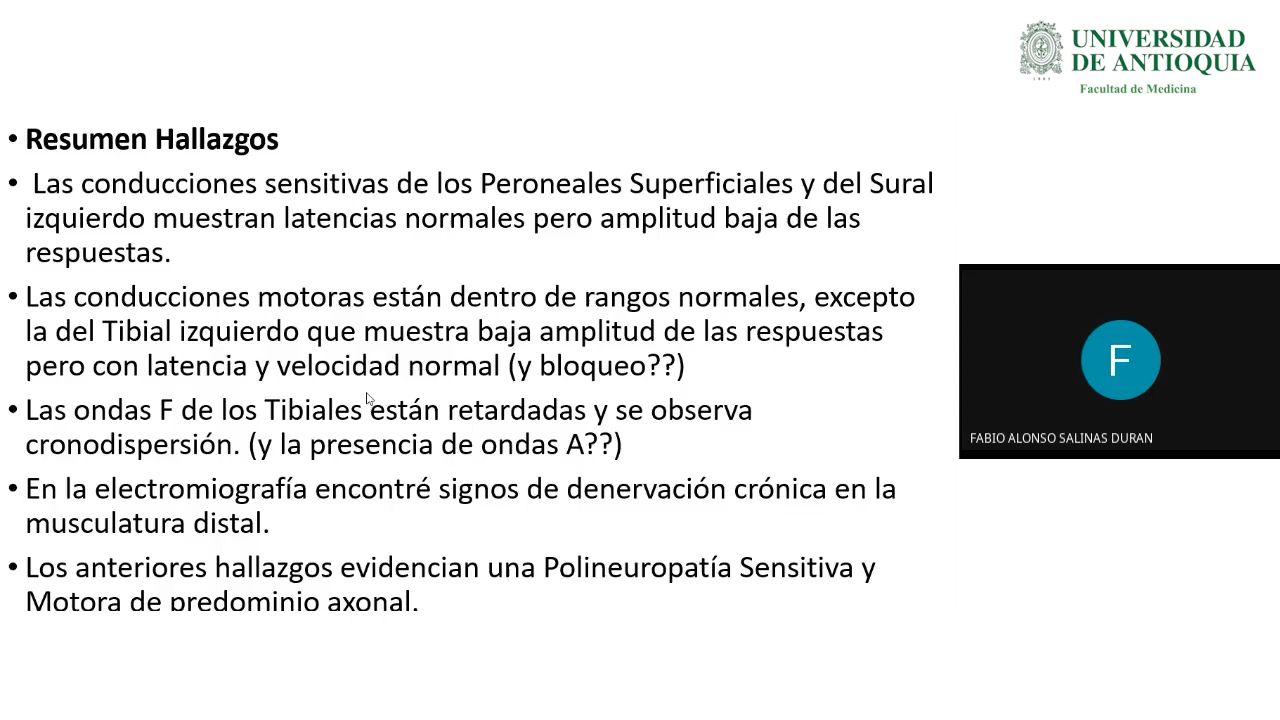 UNIVERSIDAD
DE ANTIOQUIA
Facultad de Medicina
• Resumen Hallazgos
• Las conducciones sensitivas de los Peroneales Superficiales y del Sural
izquierdo muestran latencias normales pero amplitud baja de las
respuestas.
• Las conducciones motoras están dentro de rangos normales, excepto
la del Tibial izquierdo que muestra baja amplitud de las respuestas
pero con latencia y velocidad normal (y bloqueo??)
• Las ondas F de los Tibiales están retardadas y se observa
cronodispersión. (y la presencia de ondas A??)
• En la electromiografía encontré signos de denervación crónica en la
musculatura distal.
• Los anteriores hallazgos evidencian una Polineuropatía Sensitiva y
Motora de predominio axonal.
F
FABIO ALONSO SALINAS DURAN